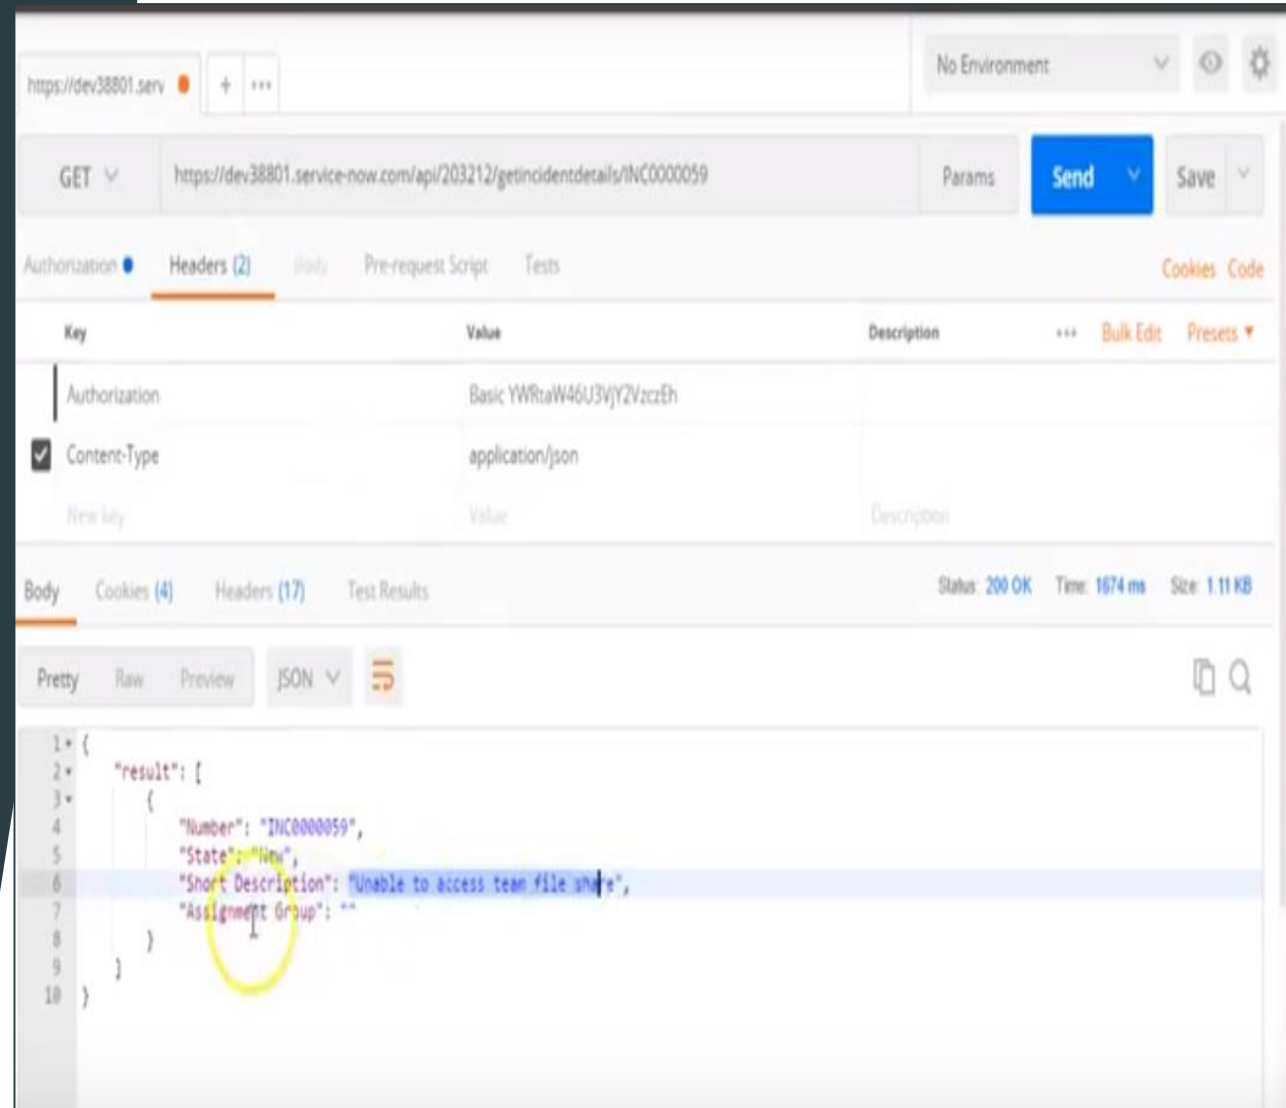 No Environment
https://dev38801.serv
GET
https://dev38801.service-now.com/api/203212/getincidentdetails/INC0000059
Params
Send
Save
Authorization
Headers (2)
Body
Pre-request Script
Tests
Cookies
Code
Key
Value
Description
Bulk Edit
Presets
Authorization
Content-Type
application/json
New key
Value
Description
Body
Cookies (4)
Headers (17)
Test Results
Status: 200 OK
Time: 1674 ms
Size: 1.11 KB
Pretty
Raw
Preview
JSON
1 {
2 "result": [
3 {
4 "Number": "INC0000059",
5 "State": "New",
6 "Short Description": "Unable to access team file share",
7 "Assignment Group": ""
8 }
9 ]
10 }